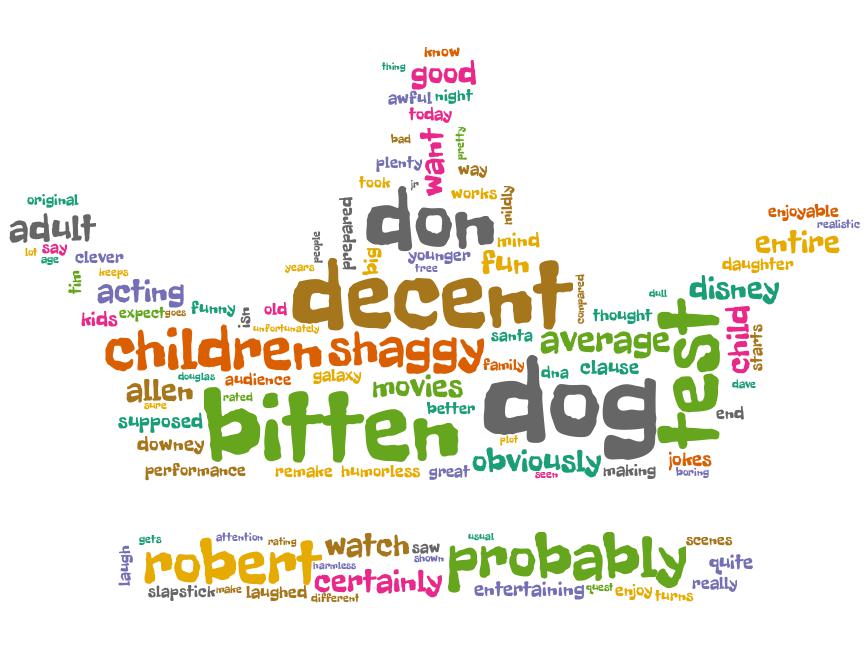 know
thing good
awful night
today
bad want pretty
plenty way
took jr works mildly
original
adult don prepared
enjoyable
realistic
lot say age clever
people big younger mind
entire
tree fun daughter
keeps tim years
acting decent compared
dull disney
kids expect goes funny isn old
thought test child starts
unfortunately
children shaggy santa average
family
douglas audience galaxy dna clause
allen sure rated movies dog dave
supposed bitten better end
downey plot
performance remake humorless great obviously seen making jokes boring
gets attention rating watch saw usual probably scenes
laugh robert harmless shown quite
certainly really
slapstick make laughed different entertaining quest enjoy turns